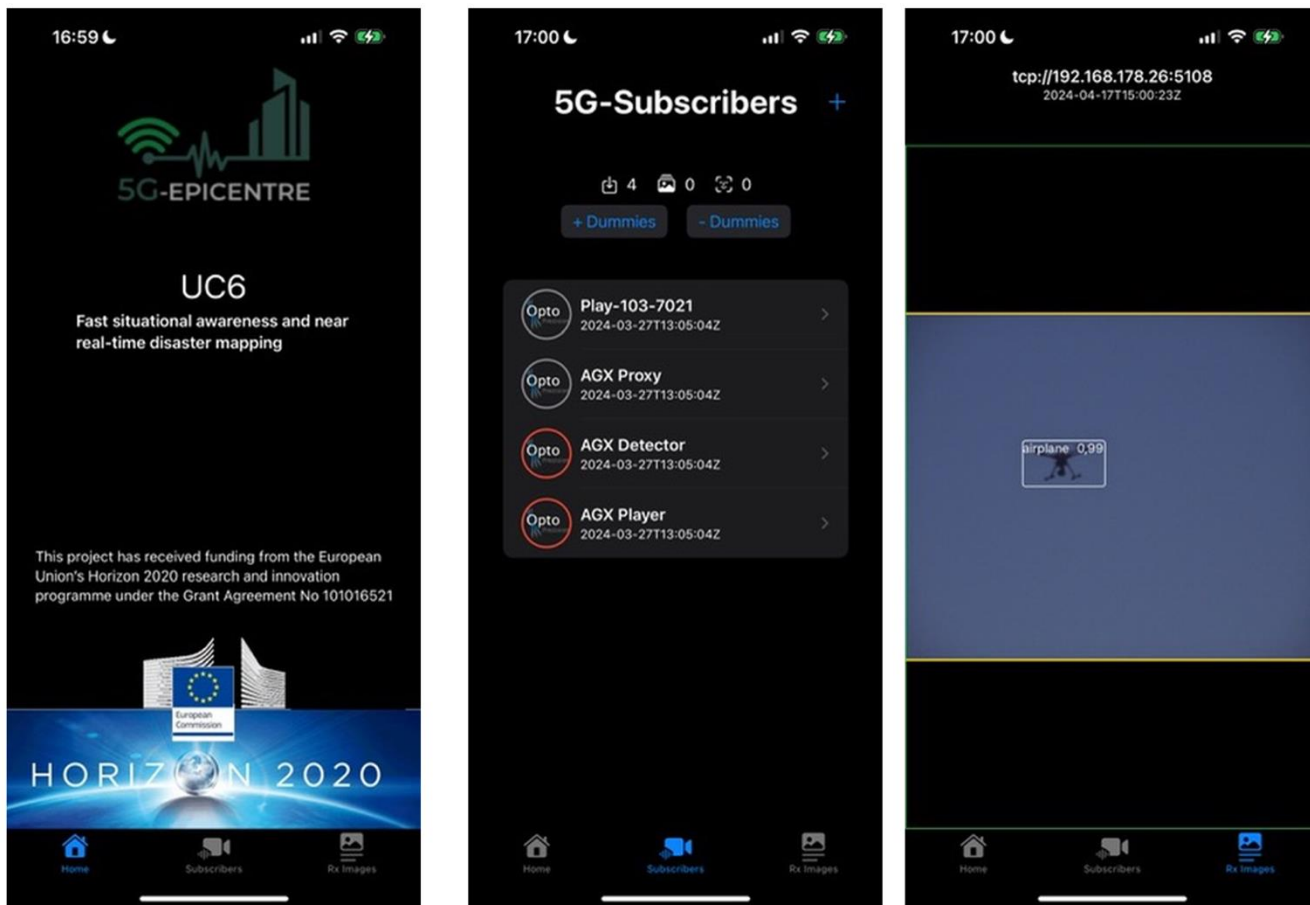 16:59
5G-EPICENTRE
UC6
Fast situational awareness and near
real-time disaster mapping
This project has received funding from the European
Union's Horizon 2020 research and innovation
programme under the Grant Agreement No 101016521
European
Commission
HORIZON 2020
Home
Subscribers
Rx Images
17:00
5G-Subscribers +
4 0 0
+ Dummies - Dummies
Opto
Play-103-7021
2024-03-27T13:05:04Z
Opto
AGX Proxy
2024-03-27T13:05:04Z
Opto
AGX Detector
2024-03-27T13:05:04Z
Opto
AGX Player
2024-03-27T13:05:04Z
Home
Subscribers
Rx Images
17:00
tcp://192.168.178.26:5108
2024-04-17T15:00:23Z
airplane 0,99
Home
Subscribers
Rx Images